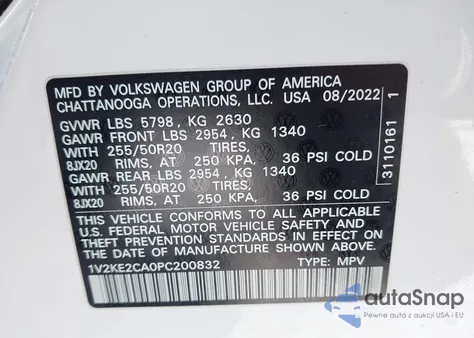 MFD BY VOLKSWAGEN GROUP OF AMERICA
CHATTANOOGA OPERATIONS, LLC. USA 08/2022
GVWR LBS 5798 , KG 2630
GAWR FRONT LBS 2954 , KG 1340
WITH 255/50R20 TIRES,
8JX20 RIMS, AT 250 KPA, 36 PSI COLD
GAWR REAR LBS 2954 , KG 1340
WITH 255/50R20 TIRES,
8JX20 RIMS, AT 250 KPA, 36 PSI COLD
THIS VEHICLE CONFORMS TO ALL APPLICABLE
U.S. FEDERAL MOTOR VEHICLE SAFETY AND
THEFT PREVENTION STANDARDS IN EFFECT ON
THE DATE OF MANUFACTURE SHOWN ABOVE.
1V2KE2CA0PC200832 TYPE: MPV
3110161 1
autoSnap
Pewne auta z USA i UE